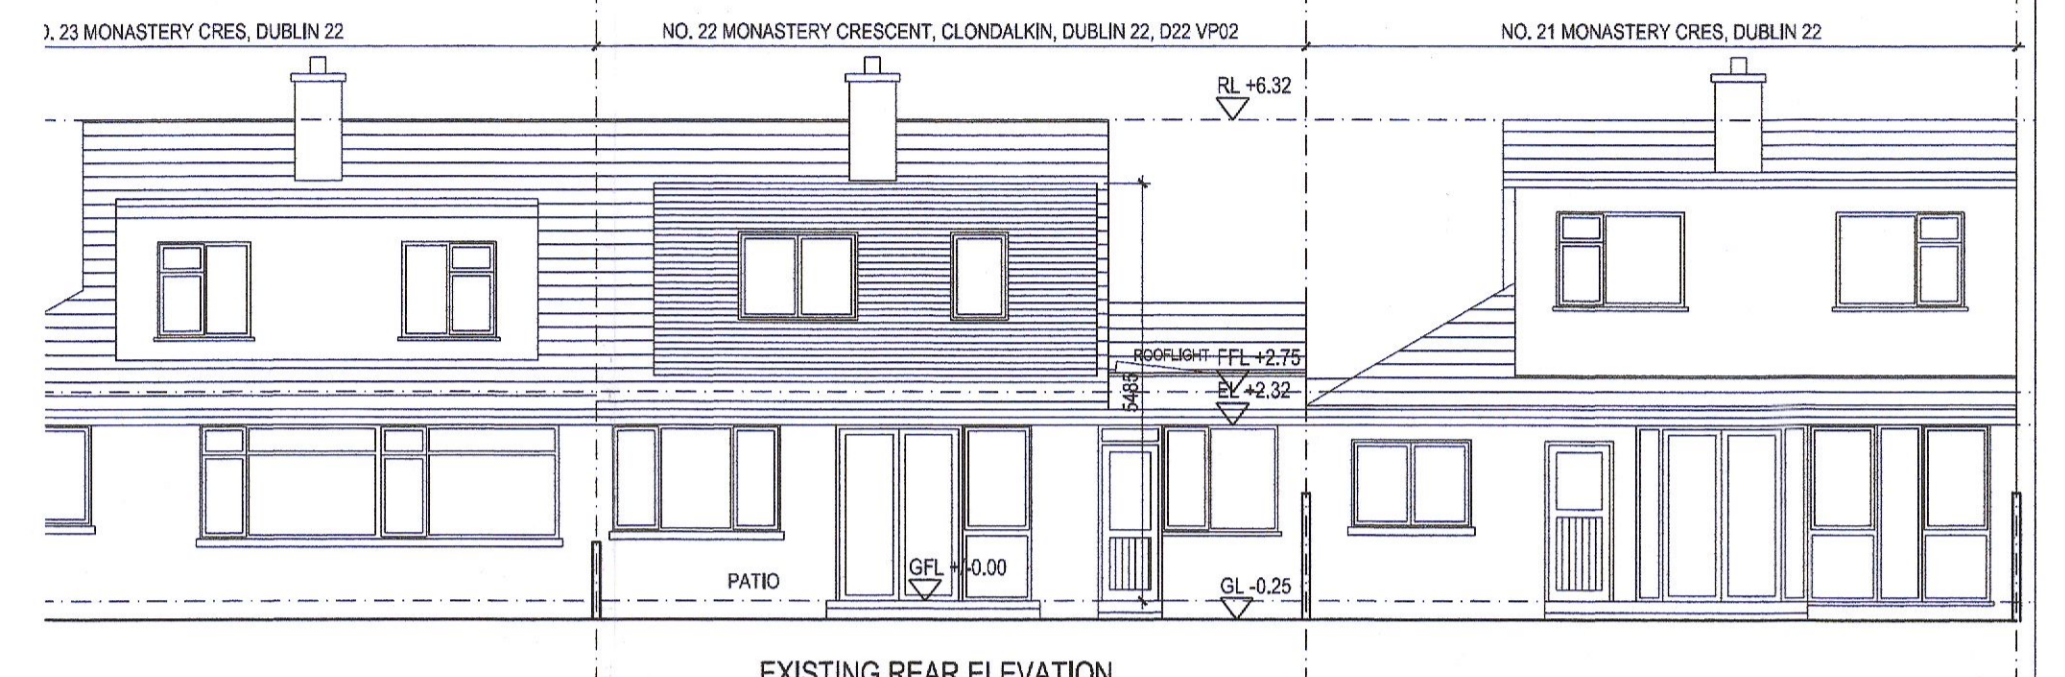 . 23 MONASTERY CRES, DUBLIN 22
NO. 22 MONASTERY CRESCENT, CLONDALKIN, DUBLIN 22, D22 VP02
NO. 21 MONASTERY CRES, DUBLIN 22
RL +6.32
ROOFLIGHT
FFL +2.75
EL +2.32
5485
GFL +/-0.00
PATIO
GL -0.25
EXISTING REAR ELEVATION